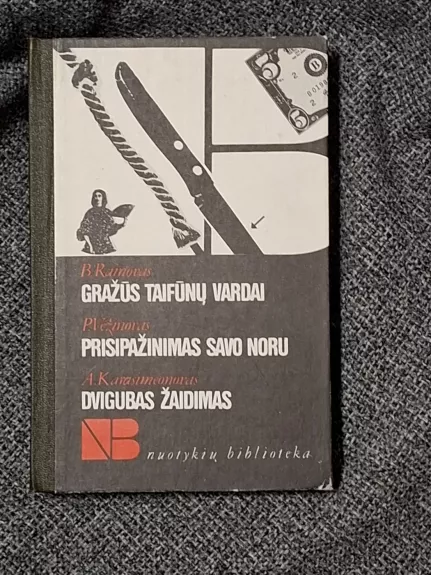 B. Rainovas
GRAŽŪS TAIFŪNŲ VARDAI
P. Vežinovas
PRISIPAŽINIMAS SAVO NORU
A. Karasimeonovas
DVIGUBAS ŽAIDIMAS
NB nuotykių biblioteka